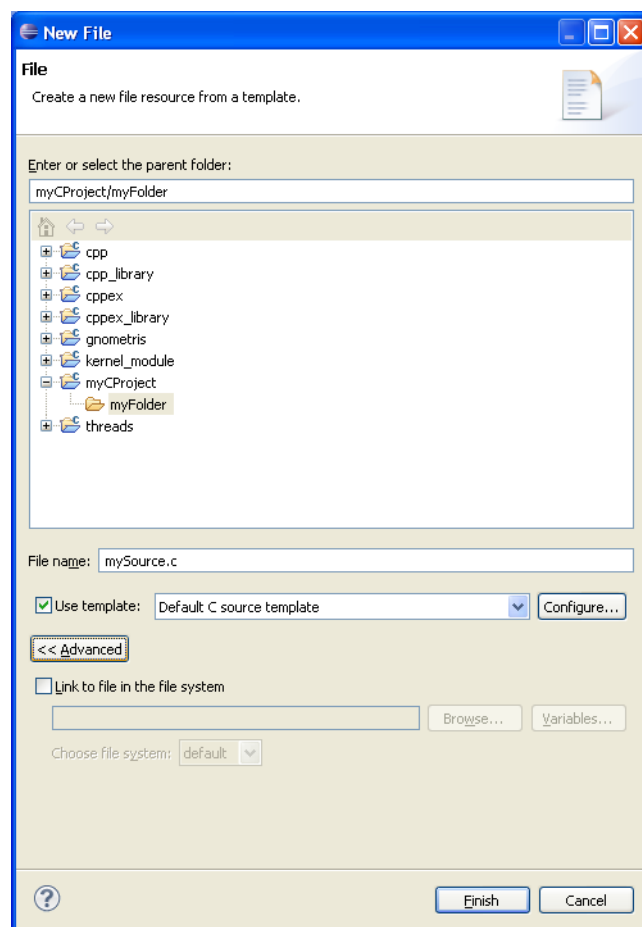 New File
File
Create a new file resource from a template.
Enter or select the parent folder:
myCProject/myFolder
cpp
cpp_library
cppex
cppex_library
gnometris
kernel_module
myCProject
myFolder
threads
File name: mySource.c
Use template: Default C source template Configure...
<< Advanced
Link to file in the file system
Browse... Variables...
Choose file system: default
Finish Cancel